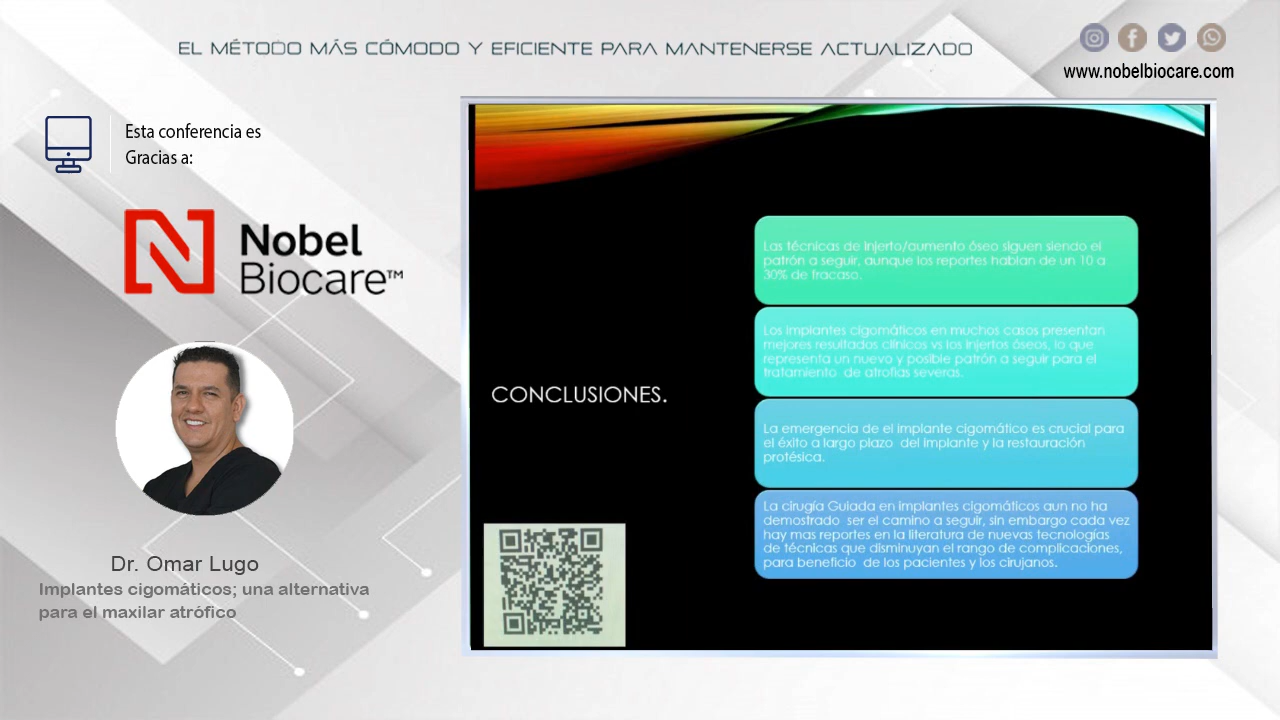 EL MÉTODO MÁS CÓMODO Y EFICIENTE PARA MANTENERSE ACTUALIZADO
www.nobelbiocare.com
Esta conferencia es
Gracias a:
Nobel
Biocare™
Dr. Omar Lugo
Implantes cigomáticos; una alternativa
para el maxilar atrófico
CONCLUSIONES.
Las técnicas de injerto/aumento óseo siguen siendo el
patrón a seguir, aunque los reportes hablan de un 10 a
30% de fracaso.
Los implantes cigomáticos en muchos casos presentan
mejores resultados clínicos vs los injertos óseos, lo que
representa un nuevo y posible patrón a seguir para el
tratamiento de atrofias severas.
La emergencia de el implante cigomático es crucial para
el éxito a largo plazo del implante y la restauración
protésica.
La cirugía Guiada en implantes cigomáticos aun no ha
demostrado ser el camino a seguir, sin embargo cada vez
hay mas reportes en la literatura de nuevas tecnologías
de técnicas que disminuyan el rango de complicaciones,
para beneficio de los pacientes y los cirujanos.